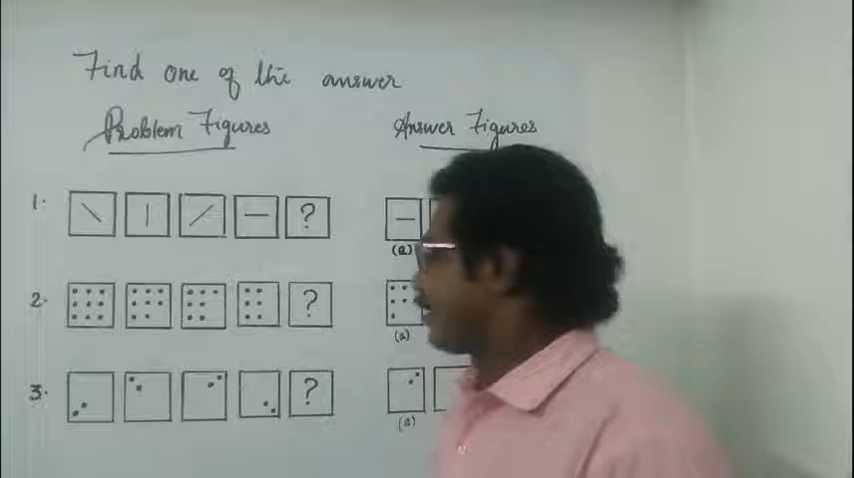 Find one of the answer
Problem Figures
Answer Figures
1.
?
(a)
2.
?
(a)
3.
?
(a)